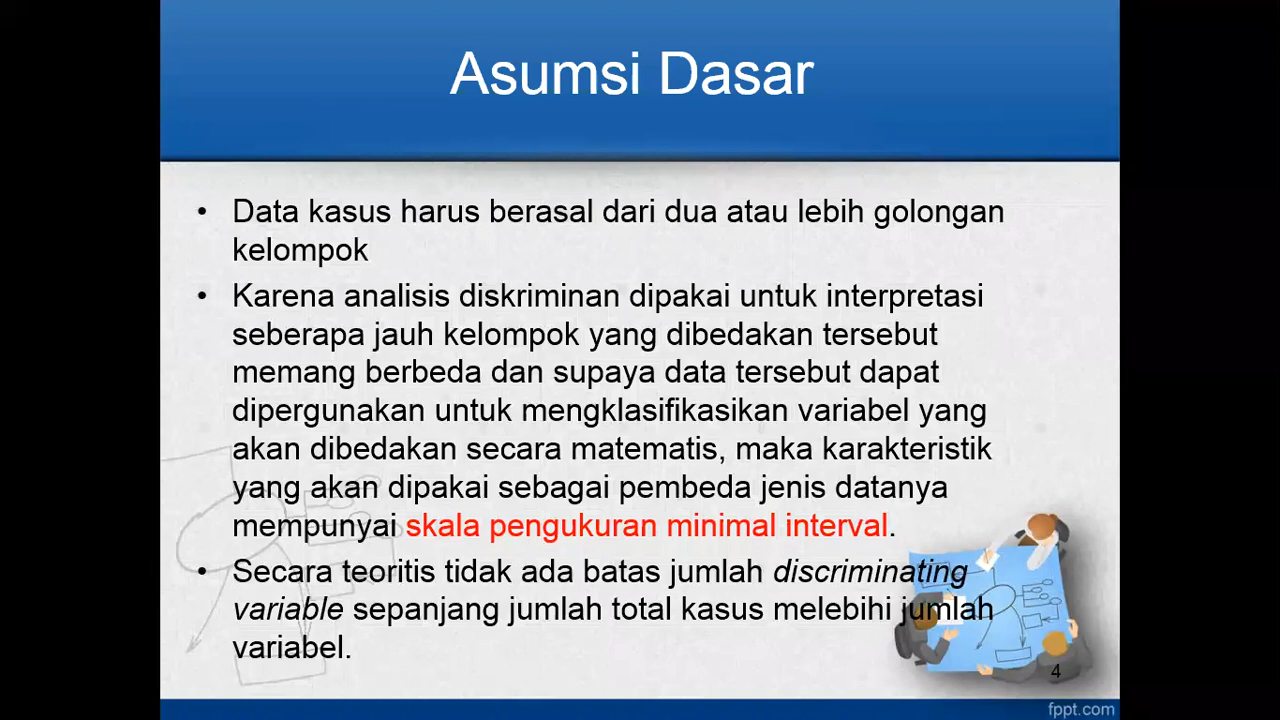 Asumsi Dasar
• Data kasus harus berasal dari dua atau lebih golongan
kelompok
• Karena analisis diskriminan dipakai untuk interpretasi
seberapa jauh kelompok yang dibedakan tersebut
memang berbeda dan supaya data tersebut dapat
dipergunakan untuk mengklasifikasikan variabel yang
akan dibedakan secara matematis, maka karakteristik
yang akan dipakai sebagai pembeda jenis datanya
mempunyai skala pengukuran minimal interval.
• Secara teoritis tidak ada batas jumlah discriminating
variable sepanjang jumlah total kasus melebihi jumlah
variabel.
4
fppt.com